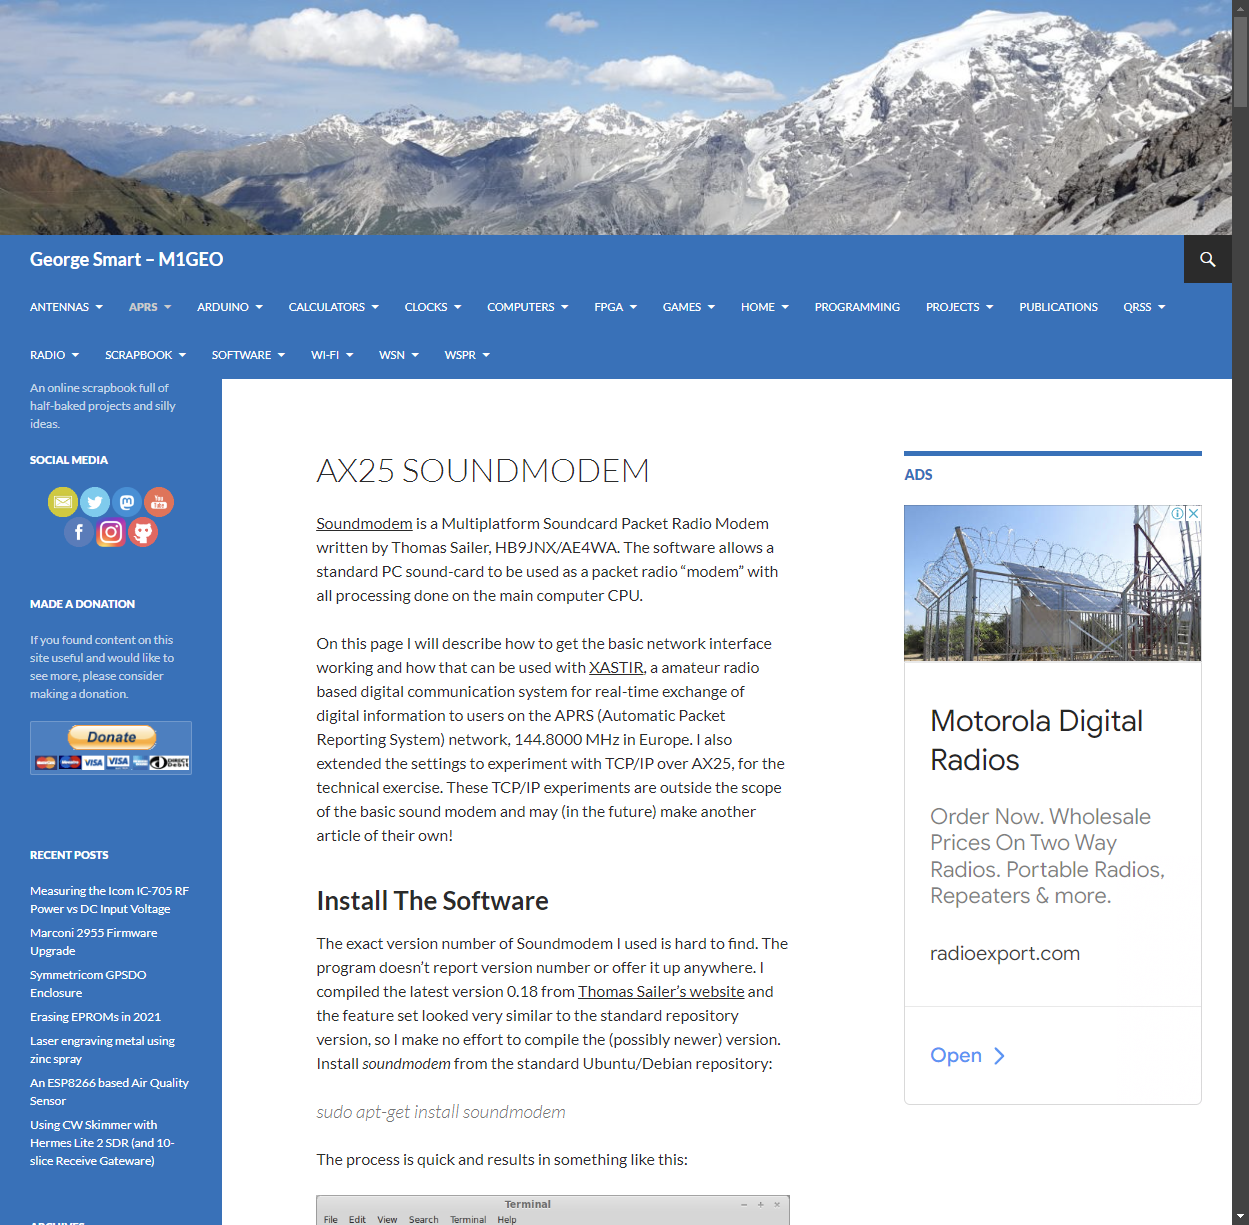 George Smart – M1GEO
ANTENNAS APRS ARDUINO CALCULATORS CLOCKS COMPUTERS FPGA GAMES HOME PROGRAMMING PROJECTS PUBLICATIONS QRSS
RADIO SCRAPBOOK SOFTWARE WI-FI WSN WSPR
An online scrapbook full of
half-baked projects and silly
ideas.
SOCIAL MEDIA
You
Tube
MADE A DONATION
If you found content on this
site useful and would like to
see more, please consider
making a donation.
Donate
VISA VISA
DIRECT
Debit
RECENT POSTS
Measuring the Icom IC-705 RF
Power vs DC Input Voltage
Marconi 2955 Firmware
Upgrade
Symmetricom GPSDO
Enclosure
Erasing EPROMs in 2021
Laser engraving metal using
zinc spray
An ESP8266 based Air Quality
Sensor
Using CW Skimmer with
Hermes Lite 2 SDR (and 10-
slice Receive Gateware)
ARCHIVES
AX25 SOUNDMODEM
Soundmodem is a Multiplatform Soundcard Packet Radio Modem
written by Thomas Sailer, HB9JNX/AE4WA. The software allows a
standard PC sound-card to be used as a packet radio “modem” with
all processing done on the main computer CPU.
On this page I will describe how to get the basic network interface
working and how that can be used with XASTIR, a amateur radio
based digital communication system for real-time exchange of
digital information to users on the APRS (Automatic Packet
Reporting System) network, 144.8000 MHz in Europe. I also
extended the settings to experiment with TCP/IP over AX25, for the
technical exercise. These TCP/IP experiments are outside the scope
of the basic sound modem and may (in the future) make another
article of their own!
Install The Software
The exact version number of Soundmodem I used is hard to find. The
program doesn’t report version number or offer it up anywhere. I
compiled the latest version 0.18 from Thomas Sailer’s website and
the feature set looked very similar to the standard repository
version, so I make no effort to compile the (possibly newer) version.
Install soundmodem from the standard Ubuntu/Debian repository:
sudo apt-get install soundmodem
The process is quick and results in something like this:
Terminal
File Edit View Search Terminal Help
ADS
Motorola Digital
Radios
Order Now. Wholesale
Prices On Two Way
Radios. Portable Radios,
Repeaters & more.
radioexport.com
Open